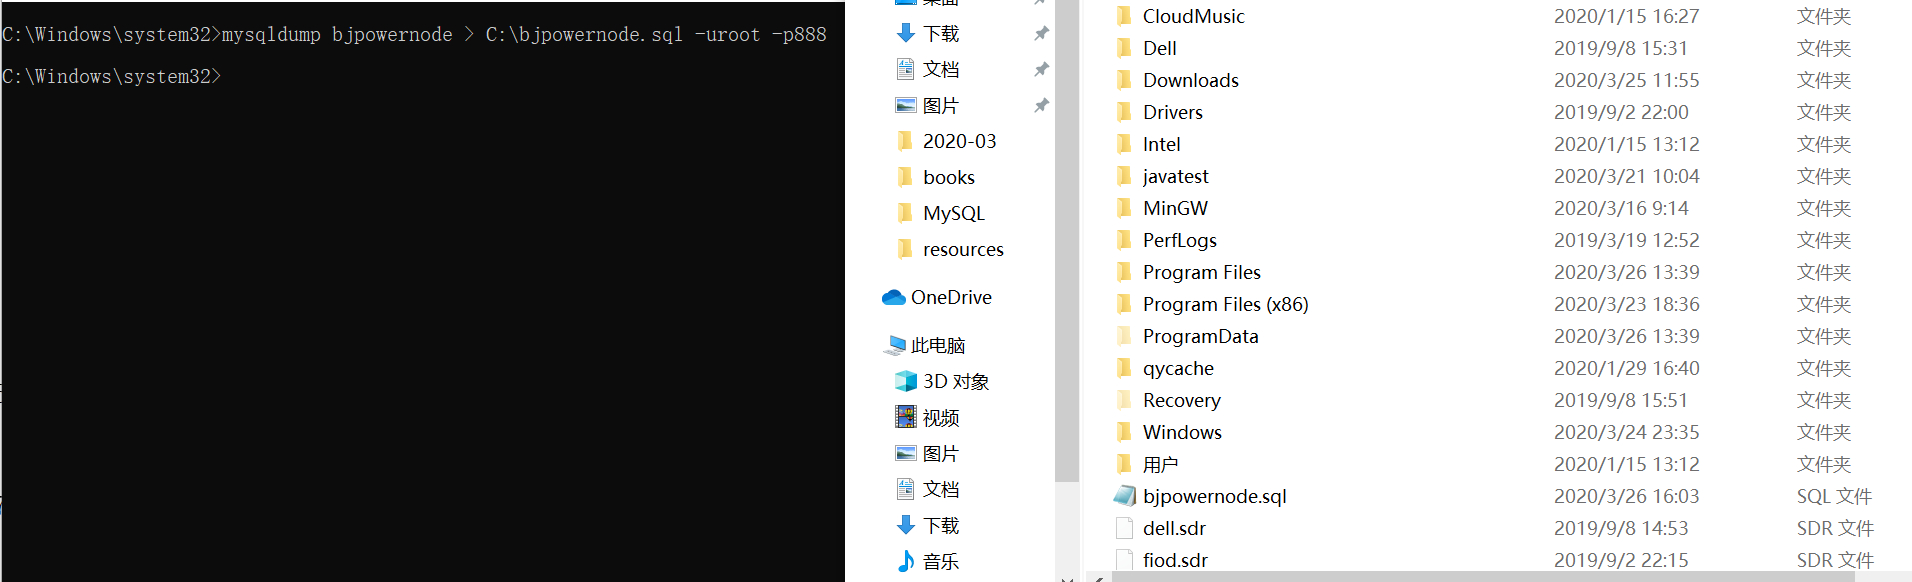 C:\Windows\system32>mysqldump bjpowernode > C:\bjpowernode.sql -uroot -p888
C:\Windows\system32>
下载
文档
图片
2020-03
books
MySQL
resources
OneDrive
此电脑
3D 对象
视频
图片
文档
下载
音乐
CloudMusic 2020/1/15 16:27 文件夹
Dell 2019/9/8 15:31 文件夹
Downloads 2020/3/25 11:55 文件夹
Drivers 2019/9/2 22:00 文件夹
Intel 2020/1/15 13:12 文件夹
javatest 2020/3/21 10:04 文件夹
MinGW 2020/3/16 9:14 文件夹
PerfLogs 2019/3/19 12:52 文件夹
Program Files 2020/3/26 13:39 文件夹
Program Files (x86) 2020/3/23 18:36 文件夹
ProgramData 2020/3/26 13:39 文件夹
qycache 2020/1/29 16:40 文件夹
Recovery 2019/9/8 15:51 文件夹
Windows 2020/3/24 23:35 文件夹
用户 2020/1/15 13:12 文件夹
bjpowernode.sql 2020/3/26 16:03 SQL 文件
dell.sdr 2019/9/8 14:53 SDR 文件
fiod.sdr 2019/9/2 22:15 SDR 文件